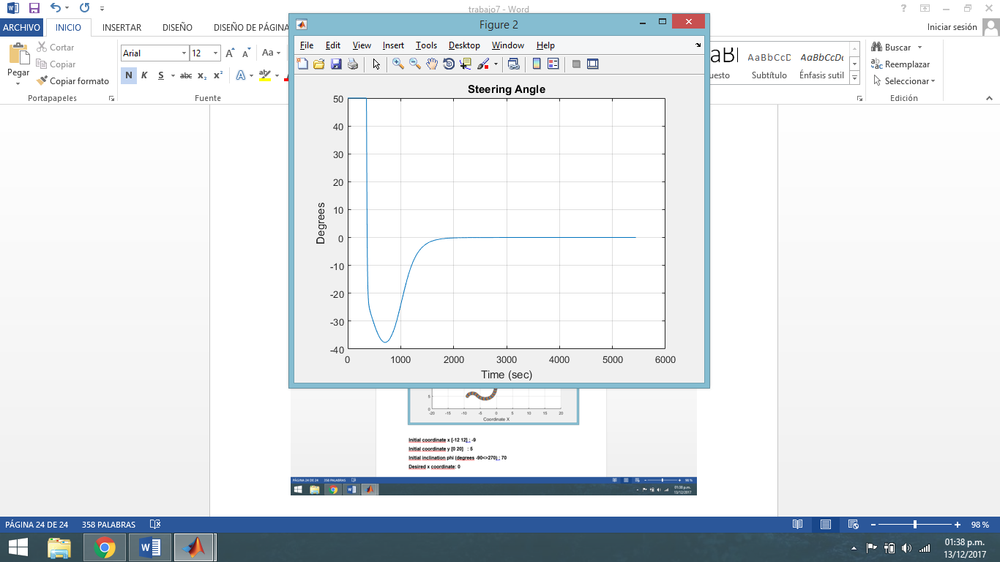 trabajo7 - Word
ARCHIVO INICIO INSERTAR DISEÑO DISEÑO DE PÁGINA
Iniciar sesión
Pegar
Cortar
Copiar
Copiar formato
Portapapeles
Arial 12 Aa
N K S abc x₂ x² A ab
Fuente
AaBbCcD AaBbCcDc
uesto Subtítulo Énfasis sutil
Buscar
Reemplazar
Seleccionar
Edición
Figure 2
File Edit View Insert Tools Desktop Window Help
Steering Angle
50
40
30
20
10
0
-10
-20
-30
-40
Degrees
0 1000 2000 3000 4000 5000 6000
Time (sec)
5
0
-20 -15 -10 -5 0 5 10 15 20
Coordinate X
Initial coordinate x [-12 12] : -9
Initial coordinate y [0 20] : 5
Initial inclination phi (degrees -90<>270) : 70
Desired x coordinate: 0
PÁGINA 24 DE 24 358 PALABRAS 98 %
01:38 p.m.
13/12/2017
PÁGINA 24 DE 24 358 PALABRAS 98 %
01:38 p.m.
13/12/2017